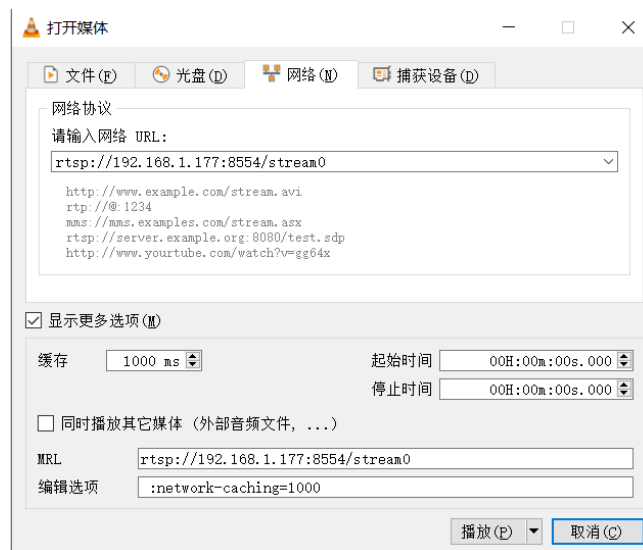 打开媒体
文件(F) 光盘(D) 网络(N) 捕获设备(D)
网络协议
请输入网络 URL:
rtsp://192.168.1.177:8554/stream0
http://www.example.com/stream.avi
rtp://@:1234
mms://mms.examples.com/stream.asx
rtsp://server.example.org:8080/test.sdp
http://www.yourtube.com/watch?v=gg64x
显示更多选项(M)
缓存 1000 ms 起始时间 00H:00m:00s.000
停止时间 00H:00m:00s.000
同时播放其它媒体 (外部音频文件, ...)
MRL rtsp://192.168.1.177:8554/stream0
编辑选项 :network-caching=1000
播放(P) 取消(C)